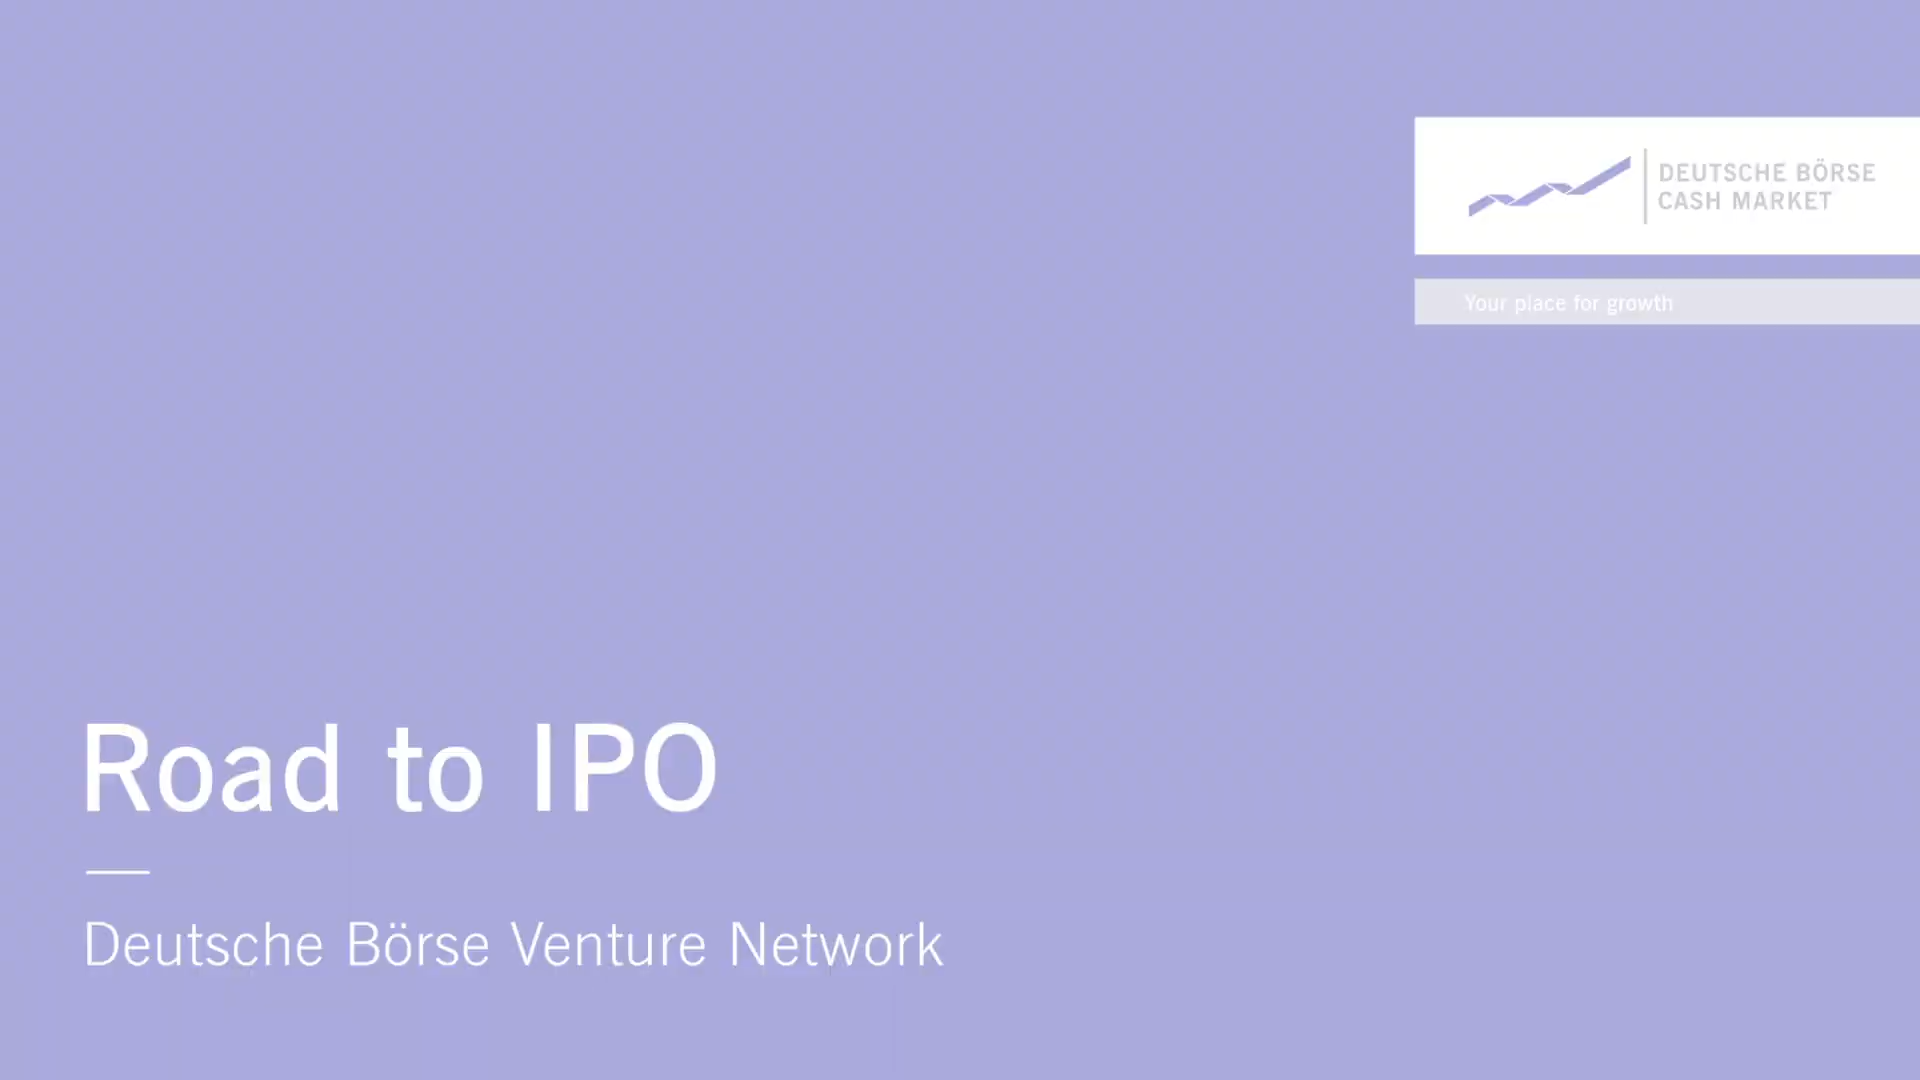 DEUTSCHE BÖRSE
CASH MARKET
Your place for growth
Road to IPO
Deutsche Börse Venture Network